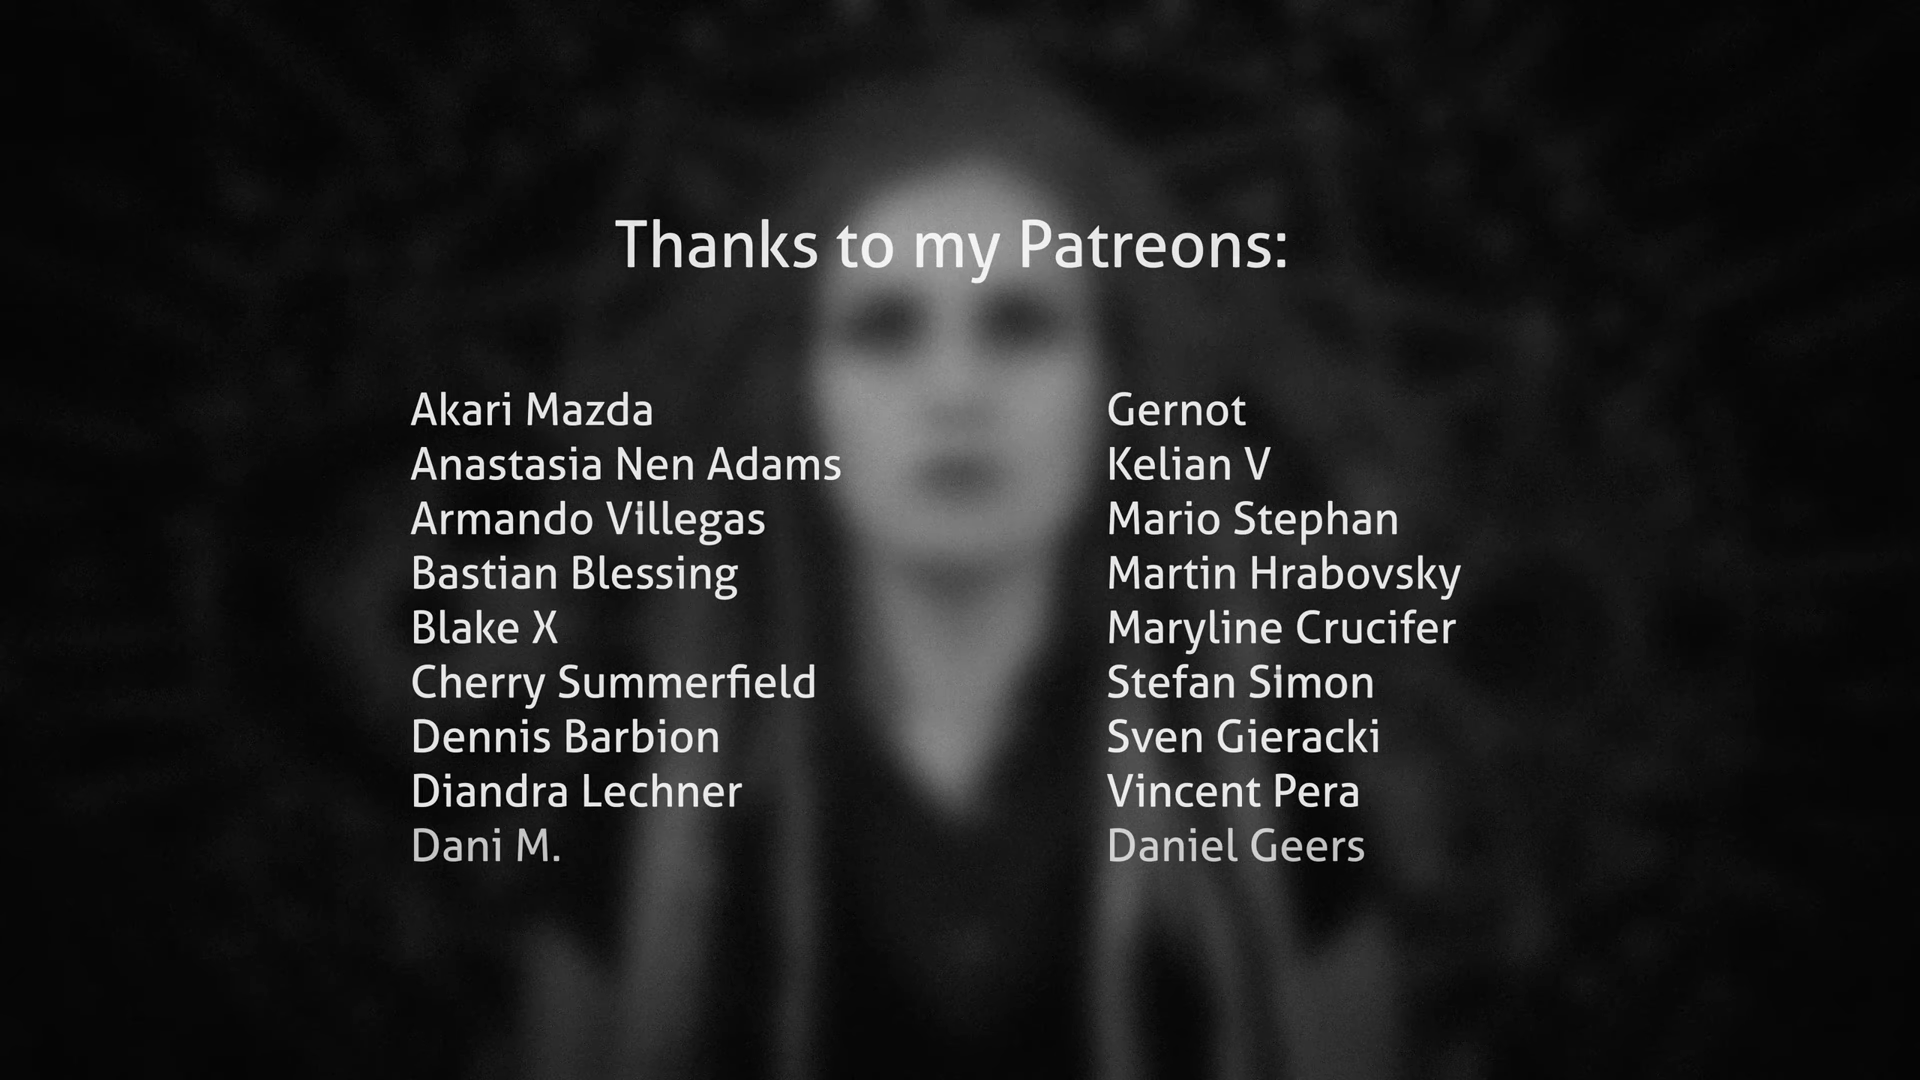 Thanks to my Patreons:
Akari Mazda
Anastasia Nen Adams
Armando Villegas
Bastian Blessing
Blake X
Cherry Summerfield
Dennis Barbion
Diandra Lechner
Dani M.
Gernot
Kelian V
Mario Stephan
Martin Hrabovsky
Maryline Crucifer
Stefan Simon
Sven Gieracki
Vincent Pera
Daniel Geers